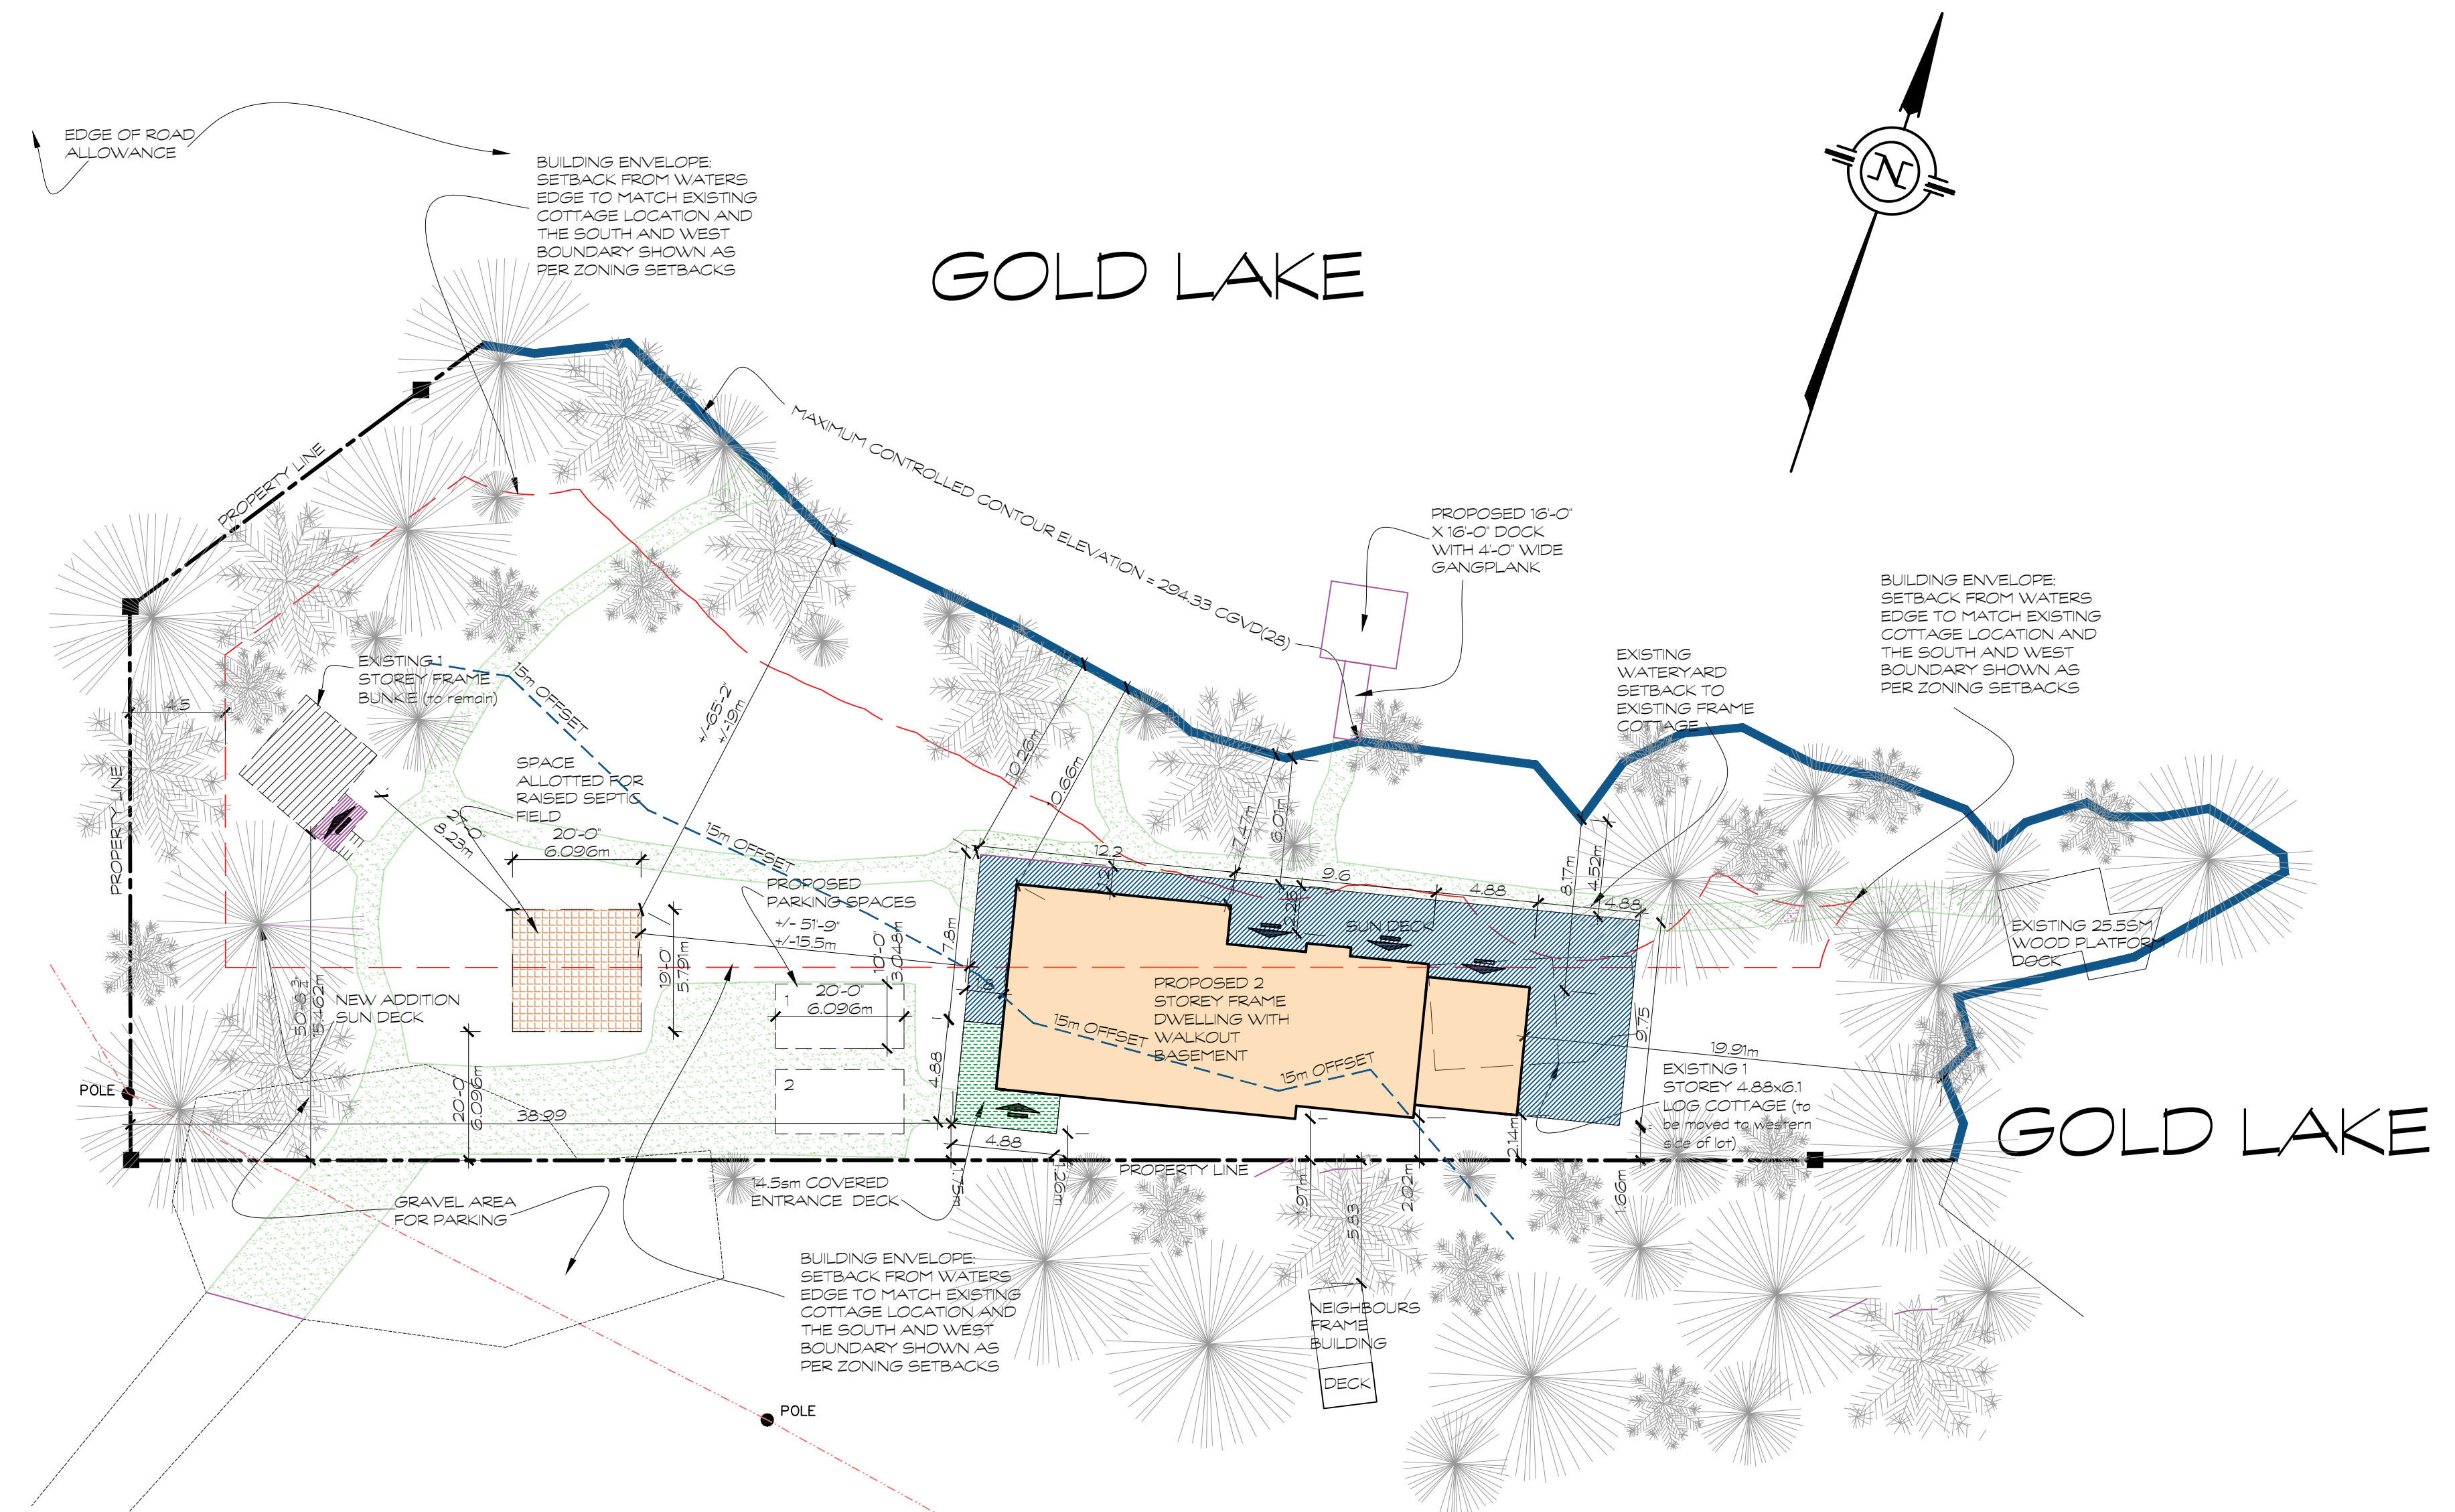 EDGE OF ROAD
ALLOWANCE
BUILDING ENVELOPE:
SETBACK FROM WATERS
EDGE TO MATCH EXISTING
COTTAGE LOCATION AND
THE SOUTH AND WEST
BOUNDARY SHOWN AS
PER ZONING SETBACKS
GOLD LAKE
N
PROPERTY LINE
MAXIMUM CONTROLLED CONTOUR ELEVATION = 294.33 CGVD(28)
PROPOSED 16'-0"
X 16'-0" DOCK
WITH 4'-0" WIDE
GANGPLANK
BUILDING ENVELOPE:
SETBACK FROM WATERS
EDGE TO MATCH EXISTING
COTTAGE LOCATION AND
THE SOUTH AND WEST
BOUNDARY SHOWN AS
PER ZONING SETBACKS
EXISTING
WATERYARD
SETBACK TO
EXISTING FRAME
COTTAGE
EXISTING 1
STOREY FRAME
BUNKIE (to remain)
15m OFFSET
4.5
+/-65'-2"
+/-19m
10.26m
10.66m
7.47m
6.01m
PROPERTY LINE
SPACE
ALLOTTED FOR
RAISED SEPTIC
FIELD
20'-0"
6.096m
8.23m
15m OFFSET
12.2
9.6
4.88
4.88
8.17m
4.52m
PROPOSED
PARKING SPACES
+/- 51'-9"
+/-15.5m
10'-0"
3.048m
7.8m
SUN DECK
EXISTING 25.5SM
WOOD PLATFORM
DOCK
19'-0"
5.791m
1
20'-0"
6.096m
NEW ADDITION
SUN DECK
15.462m
PROPOSED 2
STOREY FRAME
DWELLING WITH
WALKOUT
BASEMENT
15m OFFSET
15m OFFSET
9.75
19.91m
EXISTING 1
STOREY 4.88x6.1
LOG COTTAGE (to
be moved to western
side of lot)
POLE
2
20'-0"
6.096m
38.99
4.88
4.88
2.14m
GOLD LAKE
PROPERTY LINE
14.5sm COVERED
ENTRANCE DECK
1.75m
1.26m
1.97m
5.83
2.02m
1.66m
GRAVEL AREA
FOR PARKING
BUILDING ENVELOPE:
SETBACK FROM WATERS
EDGE TO MATCH EXISTING
COTTAGE LOCATION AND
THE SOUTH AND WEST
BOUNDARY SHOWN AS
PER ZONING SETBACKS
NEIGHBOURS
FRAME
BUILDING
DECK
POLE